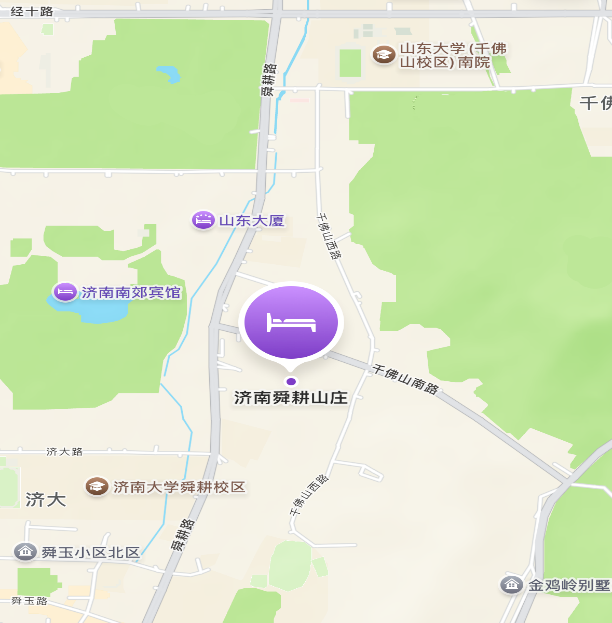 经十路
山东大学(千佛
山校区)南院
舜耕路
千佛
山东大厦
千佛山西路
济南南郊宾馆
千佛山南路
济南舜耕山庄
济大路
济南大学舜耕校区
济大
千佛山西路
舜耕路
舜玉小区北区
金鸡岭别墅
舜玉路